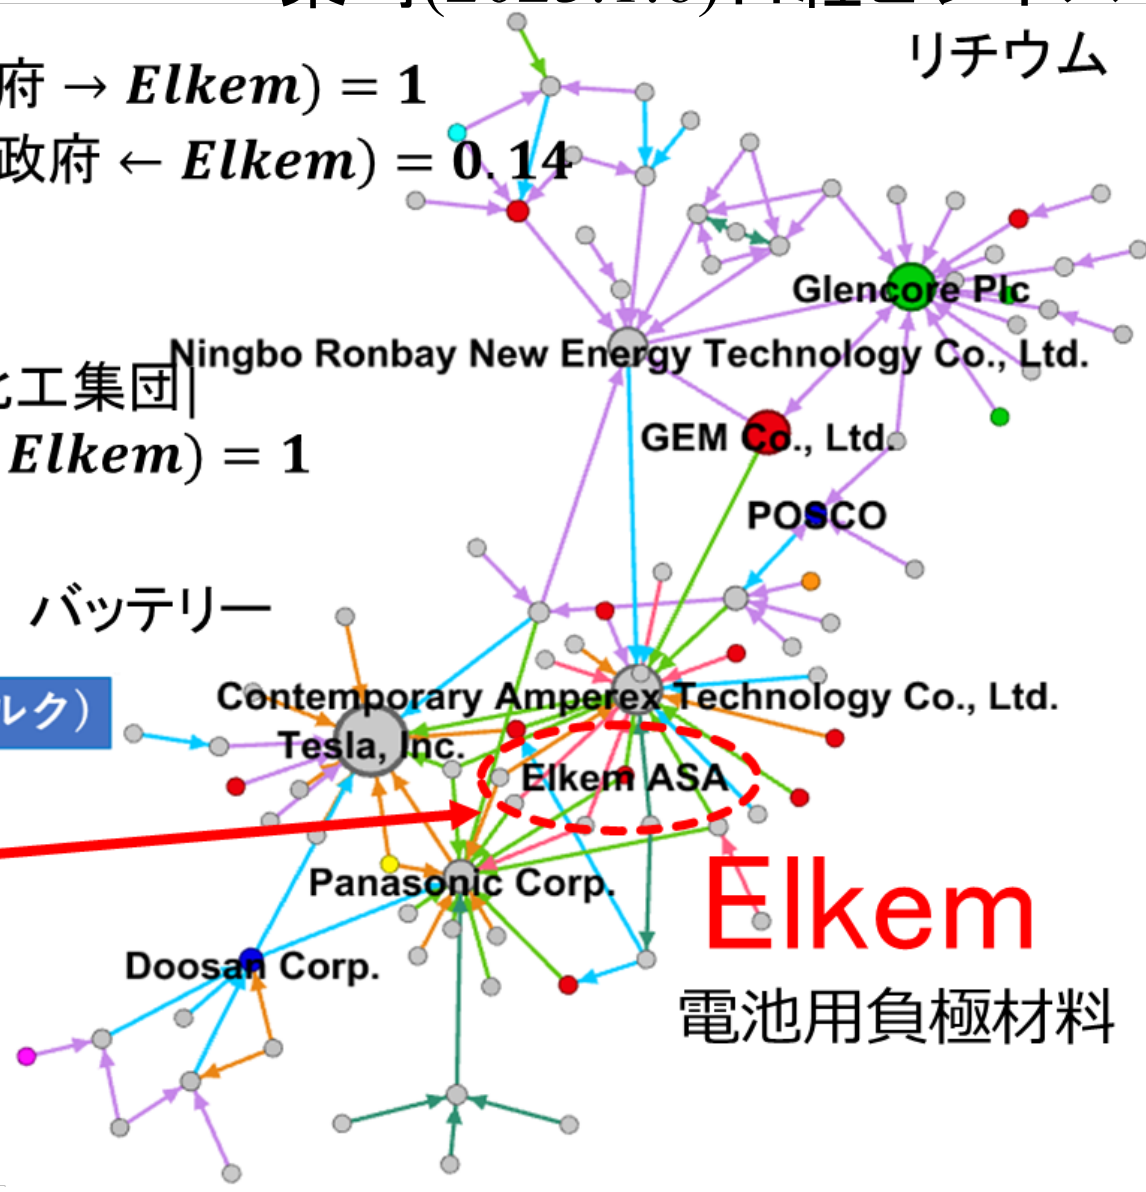 リチウム
府 → Elkem) = 1
政府 ← Elkem) = 0.14
Glencore Plc
Ningbo Ronbay New Energy Technology Co., Ltd.
工集団|
Elkem) = 1
GEM Co., Ltd.
POSCO
バッテリー
ルク)
Contemporary Amperex Technology Co., Ltd.
Tesla, Inc.
Elkem ASA
Panasonic Corp.
Elkem
Doosan Corp.
電池用負極材料